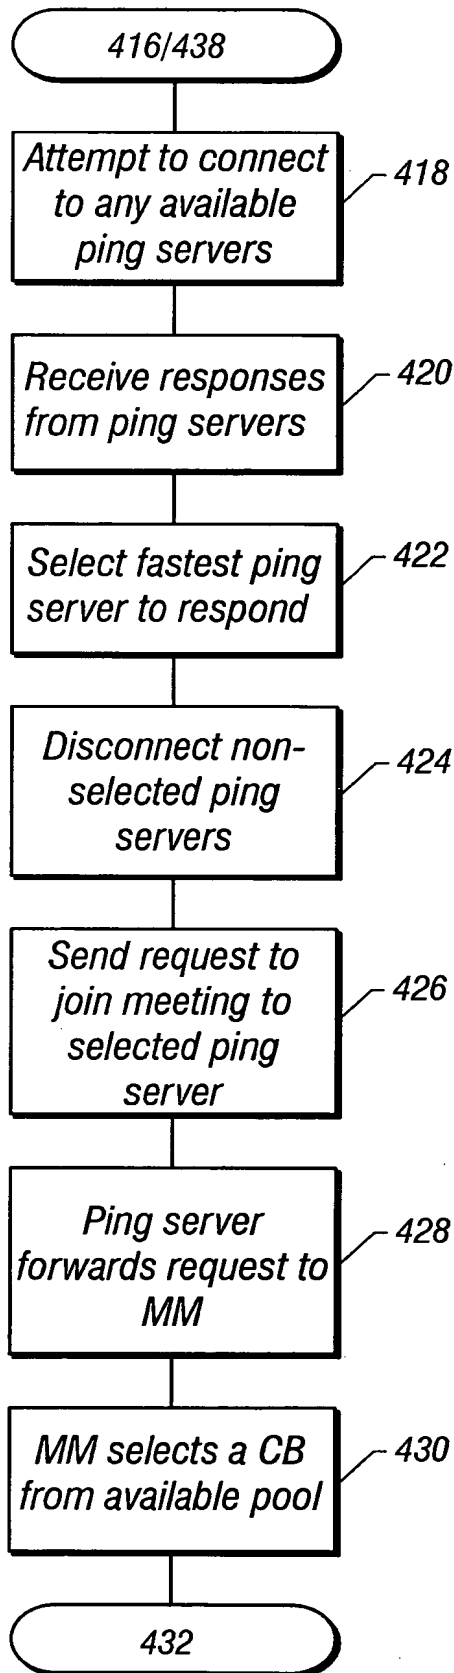 416/438
Attempt to connect
to any available
ping servers
418
Receive responses
from ping servers
420
Select fastest ping
server to respond
422
Disconnect non-
selected ping
servers
424
Send request to
join meeting to
selected ping
server
426
Ping server
forwards request to
MM
428
MM selects a CB
from available pool
430
432